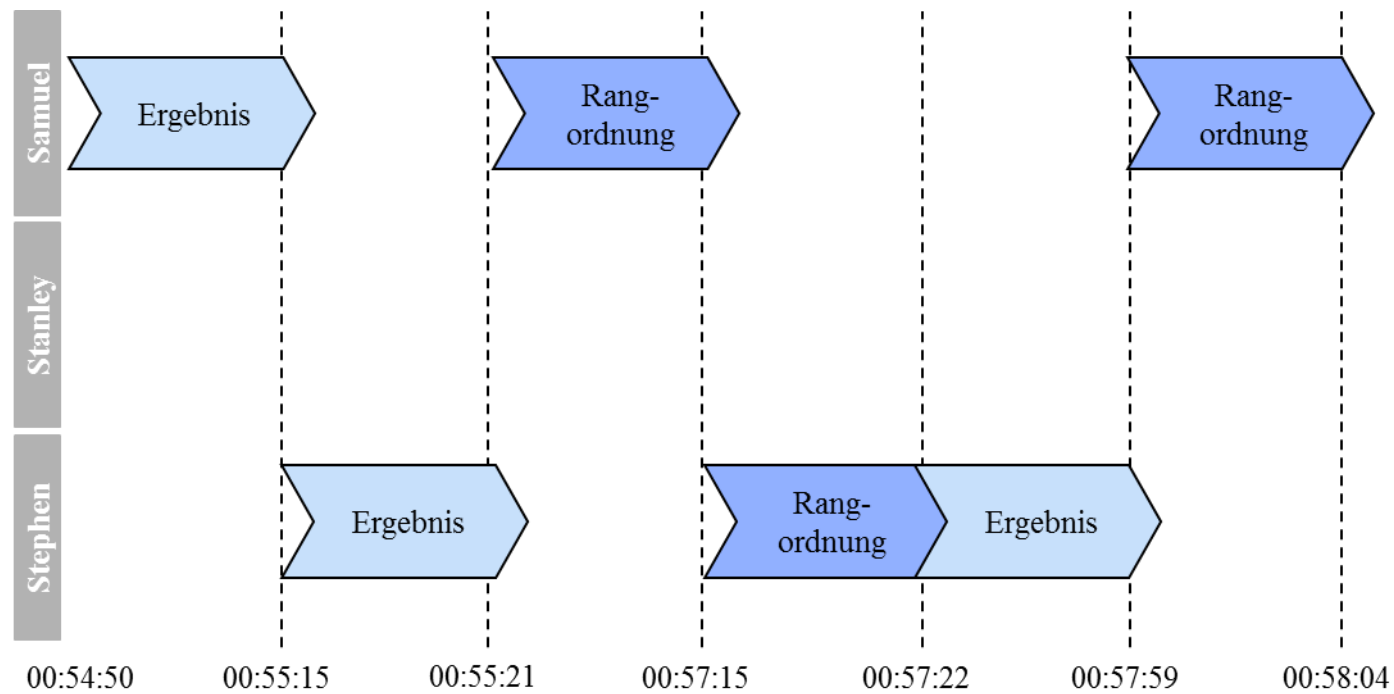 Samuel
Ergebnis
Rang-
ordnung
Rang-
ordnung
Stanley
Stephen
Ergebnis
Rang-
ordnung
Ergebnis
00:54:50
00:55:15
00:55:21
00:57:15
00:57:22
00:57:59
00:58:04